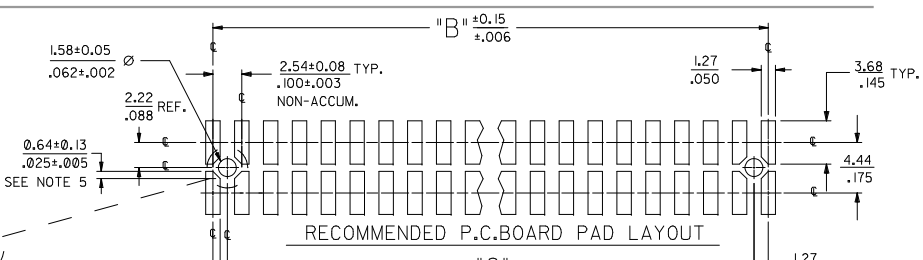 "B" ±0.15
±.006
1.58±0.05 ∅
.062±.002
2.54±0.08 TYP.
.100±.003
NON-ACCUM.
1.27
.050
3.68 TYP.
.145
2.22 REF.
.088
0.64±0.13
.025±.005
SEE NOTE 5
4.44
.175
RECOMMENDED P.C.BOARD PAD LAYOUT
1.27